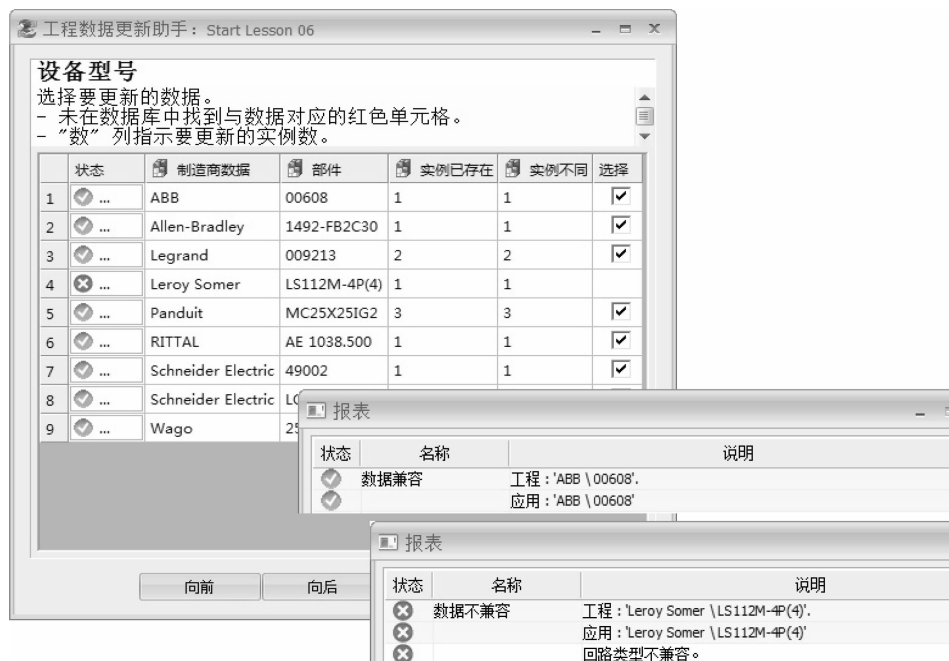 工程数据更新助手: Start Lesson 06
设备型号
选择要更新的数据。
- 未在数据库中找到与数据对应的红色单元格。
- "数" 列指示要更新的实例数。
状态 制造商数据 部件 实例已存在 实例不同 选择
1 ... ABB 00608 1 1
2 ... Allen-Bradley 1492-FB2C30 1 1
3 ... Legrand 009213 2 2
4 ... Leroy Somer LS112M-4P(4) 1 1
5 ... Panduit MC25X25IG2 3 3
6 ... RITTAL AE 1038.500 1 1
7 ... Schneider Electric 49002 1 1
8 ... Schneider Electric
9 ... Wago
报表
状态 名称 说明
数据兼容 工程:'ABB \ 00608'.
应用:'ABB \ 00608'
报表
状态 名称 说明
数据不兼容 工程:'Leroy Somer \ LS112M-4P(4)'.
应用:'Leroy Somer \ LS112M-4P(4)'
回路类型不兼容。
向前 向后